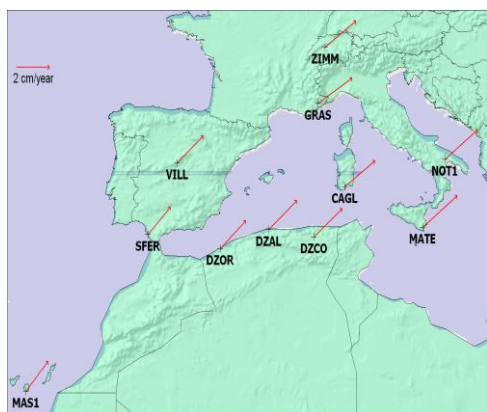 ZIMM
2 cm/year
GRAS
VILL
NOT1
CAGL
SFER
MATE
DZAL
DZCO
DZOR
MAS1